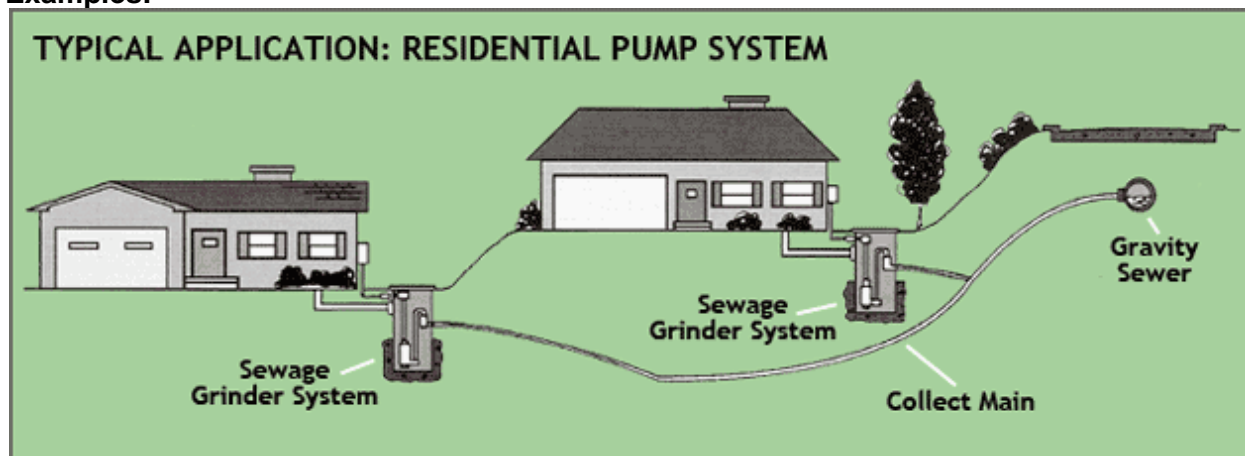 Examples:
TYPICAL APPLICATION: RESIDENTIAL PUMP SYSTEM
Gravity
Sewer
Sewage
Grinder System
Sewage
Grinder System
Collect Main